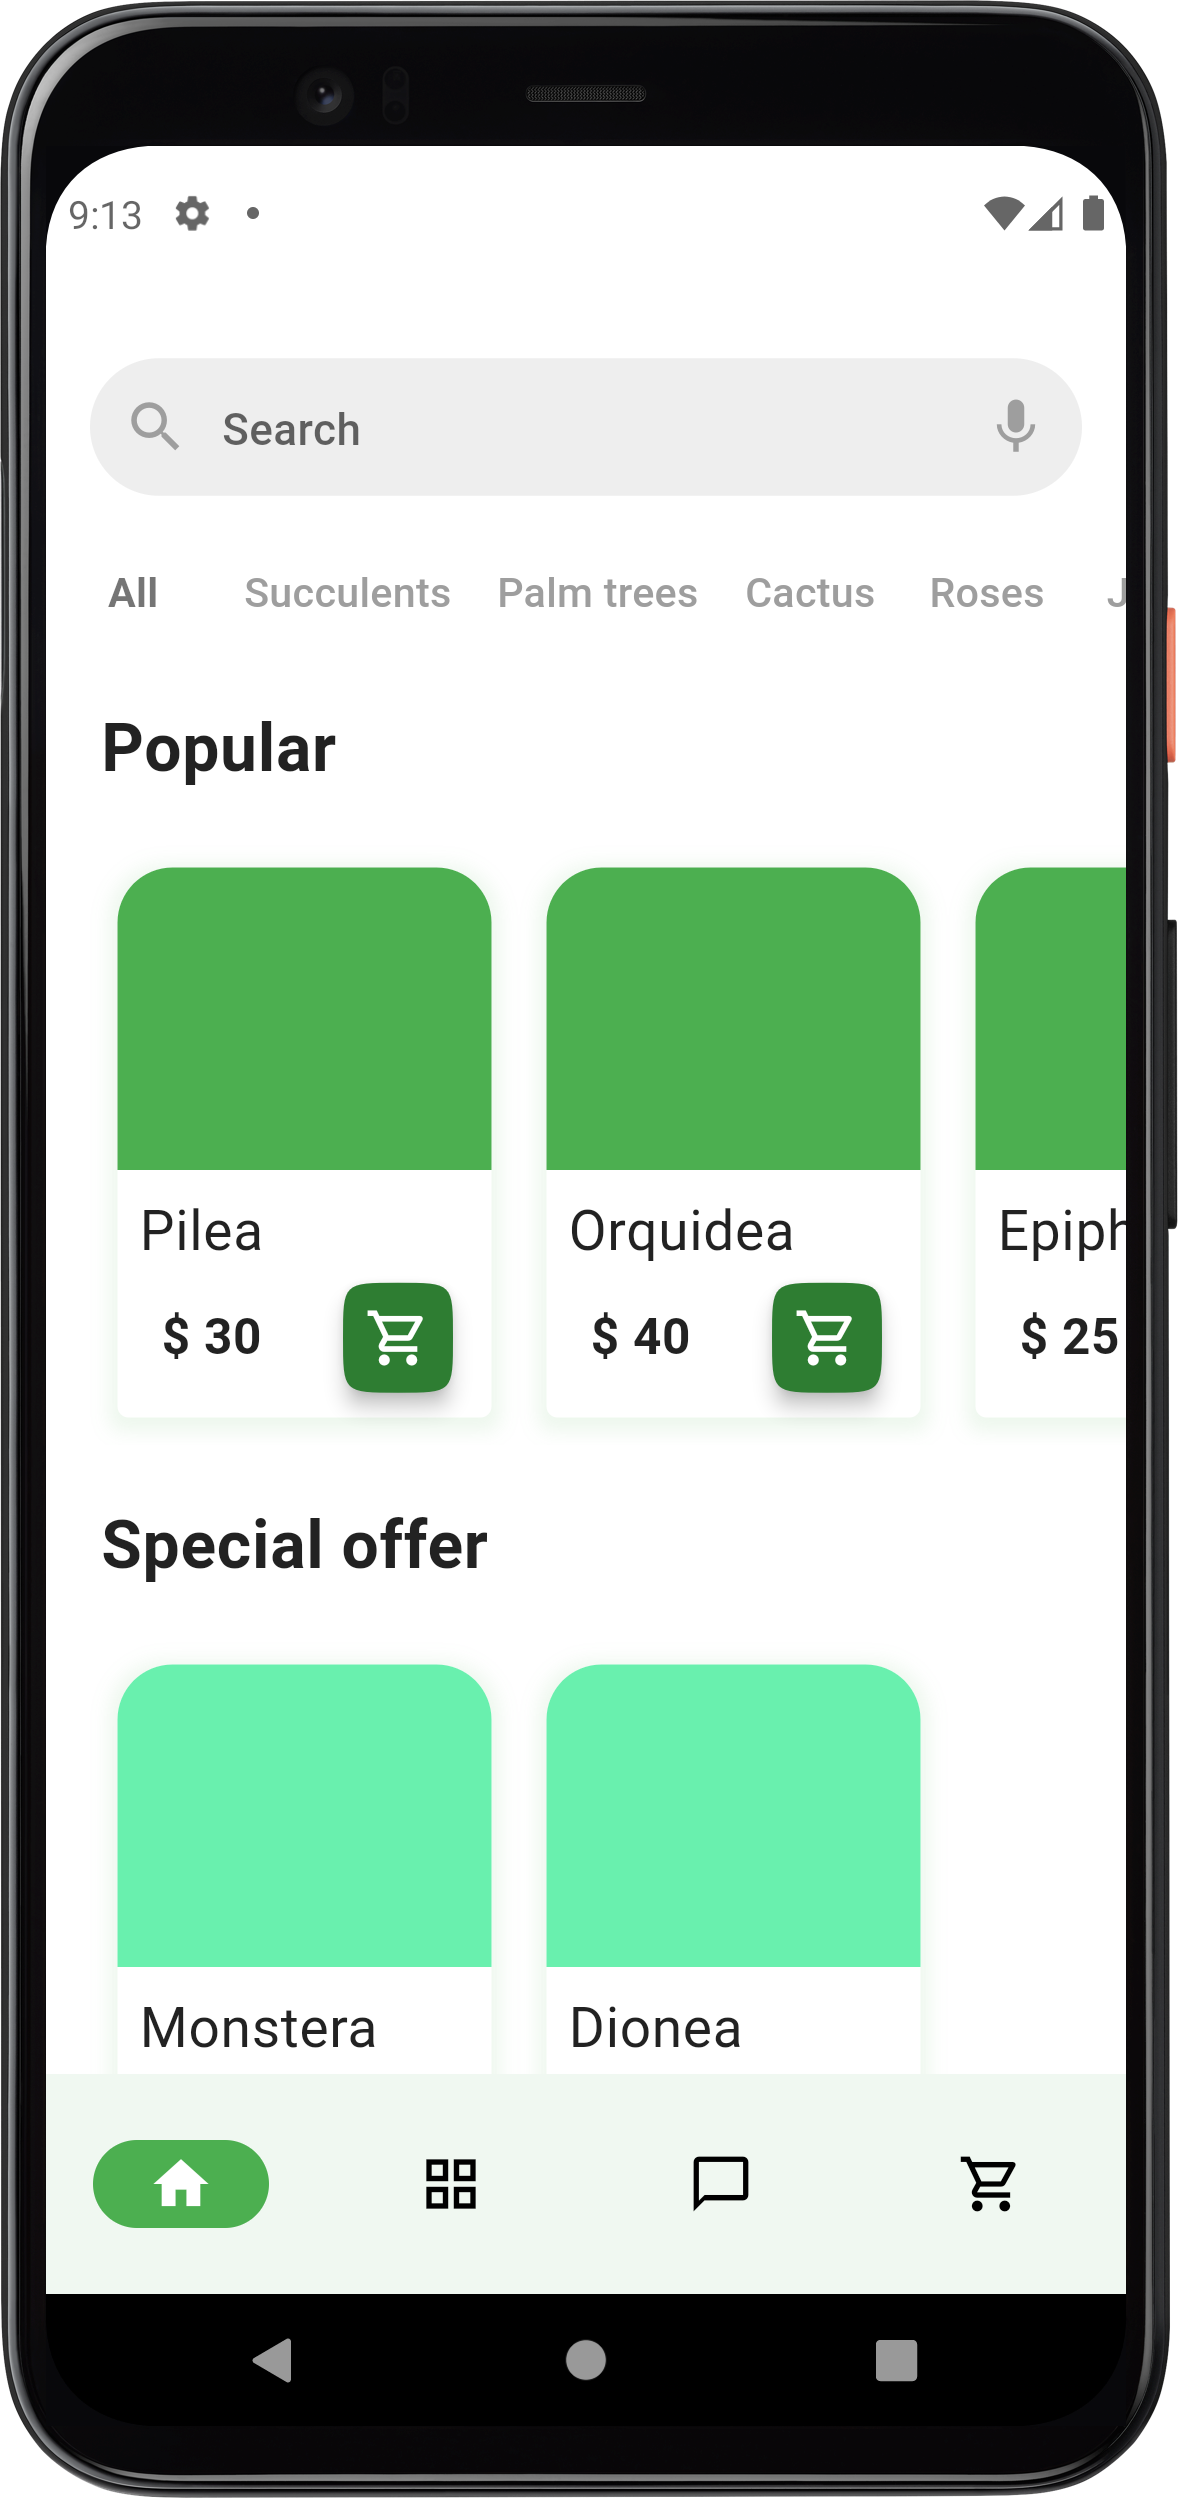 9:13
Search
All Succulents Palm trees Cactus Roses J
Popular
Pilea Orquidea Epiph
$ 30 $ 40 $ 25
Special offer
Monstera Dionea